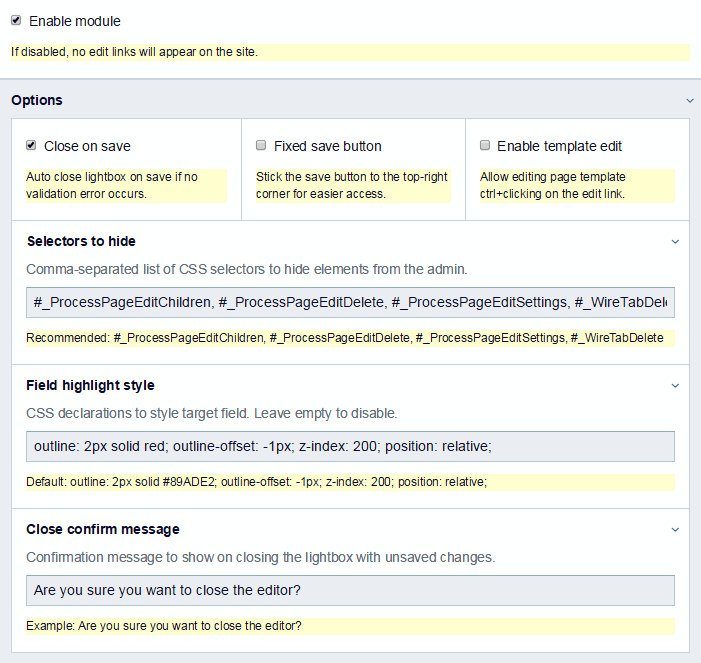 Enable module
If disabled, no edit links will appear on the site.
Options
Close on save
Auto close lightbox on save if no
validation error occurs.
Fixed save button
Stick the save button to the top-right
corner for easier access.
Enable template edit
Allow editing page template
ctrl+clicking on the edit link.
Selectors to hide
Comma-separated list of CSS selectors to hide elements from the admin.
#_ProcessPageEditChildren, #_ProcessPageEditDelete, #_ProcessPageEditSettings, #_WireTabDele
Recommended: #_ProcessPageEditChildren, #_ProcessPageEditDelete, #_ProcessPageEditSettings, #_WireTabDelete
Field highlight style
CSS declarations to style target field. Leave empty to disable.
outline: 2px solid red; outline-offset: -1px; z-index: 200; position: relative;
Default: outline: 2px solid #89ADE2; outline-offset: -1px; z-index: 200; position: relative;
Close confirm message
Confirmation message to show on closing the lightbox with unsaved changes.
Are you sure you want to close the editor?
Example: Are you sure you want to close the editor?